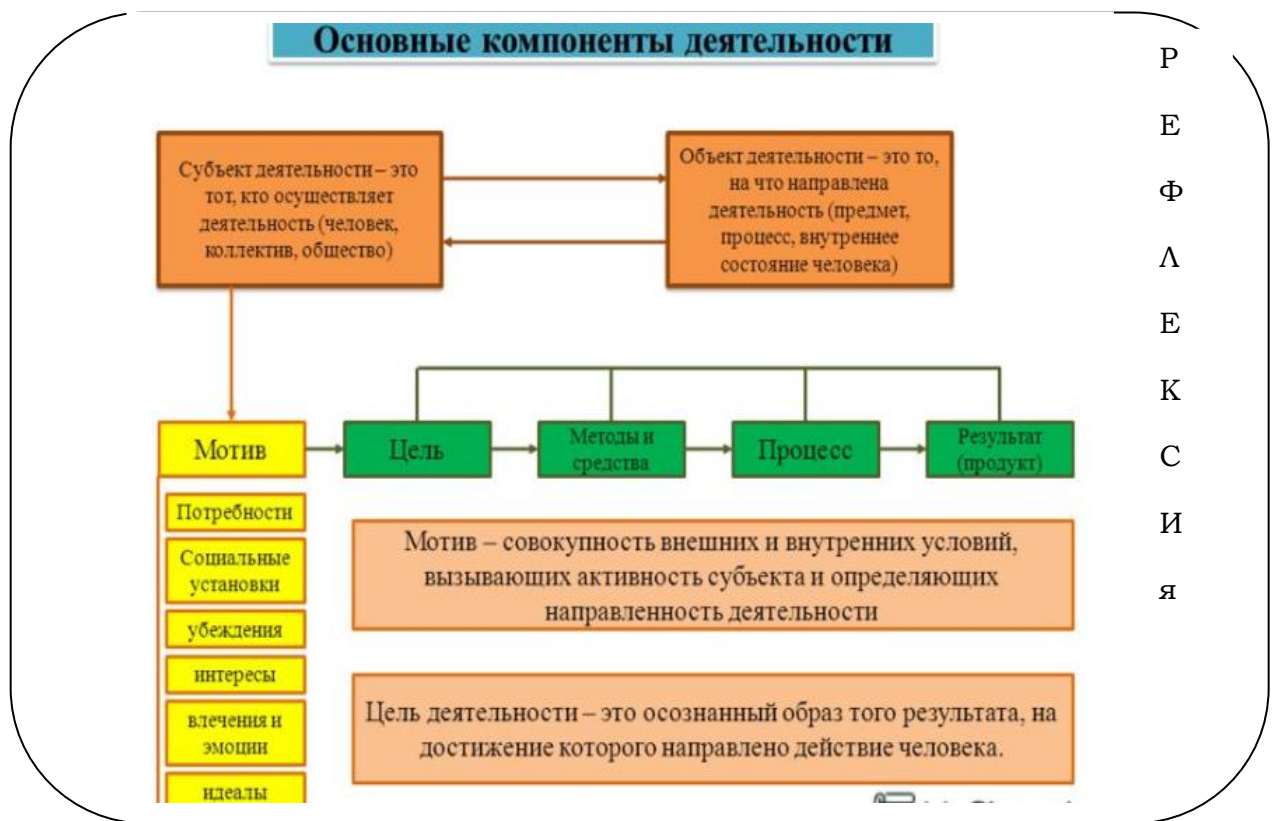 Основные компоненты деятельности
Субъект деятельности – это
тот, кто осуществляет
деятельность (человек,
коллектив, общество)
Объект деятельности – это то,
на что направлена
деятельность (предмет,
процесс, внутреннее
состояние человека)
Мотив
Цель
Методы и
средства
Процесс
Результат
(продукт)
Потребности
Социальные
установки
убеждения
интересы
влечения и
эмоции
идеалы
Мотив – совокупность внешних и внутренних условий,
вызывающих активность субъекта и определяющих
направленность деятельности
Цель деятельности – это осознанный образ того результата, на
достижение которого направлено действие человека.
Р
Е
Ф
Л
Е
К
С
И
я